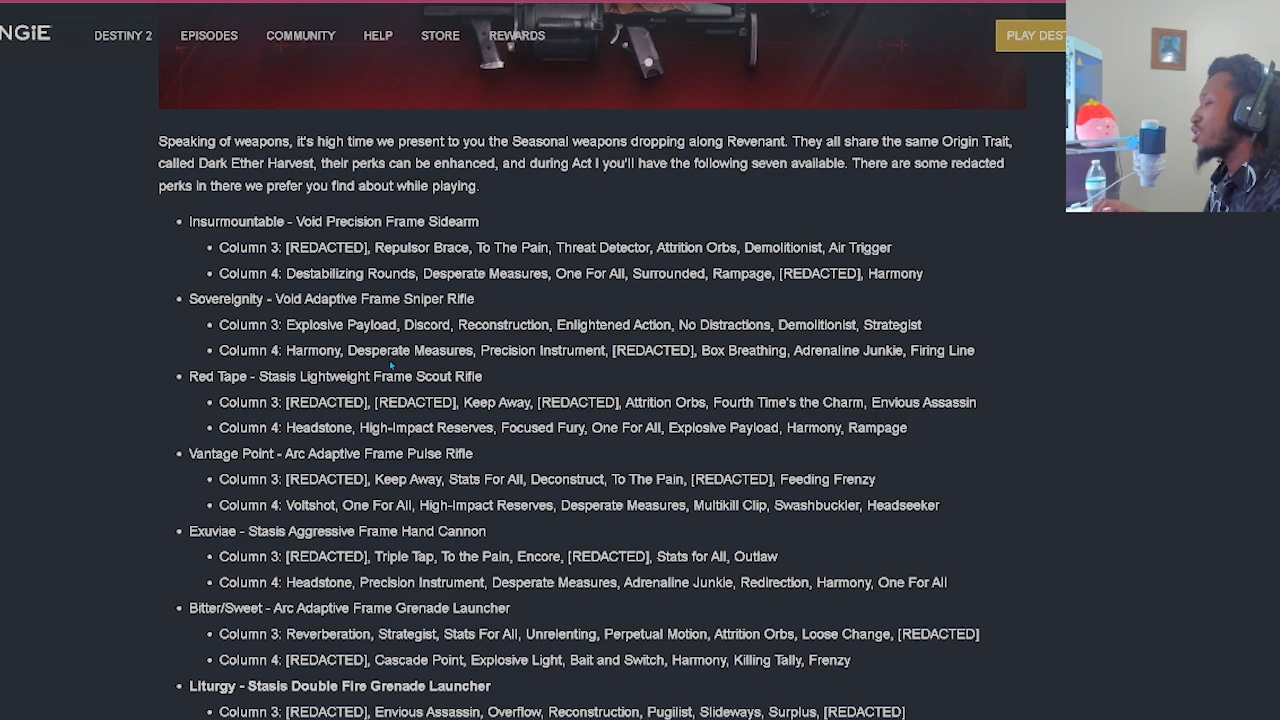 NGiE
DESTINY 2 EPISODES COMMUNITY HELP STORE REWARDS PLAY DEST
Speaking of weapons, it's high time we present to you the Seasonal weapons dropping along Revenant. They all share the same Origin Trait,
called Dark Ether Harvest, their perks can be enhanced, and during Act I you'll have the following seven available. There are some redacted
perks in there we prefer you find about while playing.
• Insurmountable - Void Precision Frame Sidearm
• Column 3: [REDACTED], Repulsor Brace, To The Pain, Threat Detector, Attrition Orbs, Demolitionist, Air Trigger
• Column 4: Destabilizing Rounds, Desperate Measures, One For All, Surrounded, Rampage, [REDACTED], Harmony
• Sovereignity - Void Adaptive Frame Sniper Rifle
• Column 3: Explosive Payload, Discord, Reconstruction, Enlightened Action, No Distractions, Demolitionist, Strategist
• Column 4: Harmony, Desperate Measures, Precision Instrument, [REDACTED], Box Breathing, Adrenaline Junkie, Firing Line
• Red Tape - Stasis Lightweight Frame Scout Rifle
• Column 3: [REDACTED], [REDACTED], Keep Away, [REDACTED], Attrition Orbs, Fourth Time's the Charm, Envious Assassin
• Column 4: Headstone, High-Impact Reserves, Focused Fury, One For All, Explosive Payload, Harmony, Rampage
• Vantage Point - Arc Adaptive Frame Pulse Rifle
• Column 3: [REDACTED], Keep Away, Stats For All, Deconstruct, To The Pain, [REDACTED], Feeding Frenzy
• Column 4: Voltshot, One For All, High-Impact Reserves, Desperate Measures, Multikill Clip, Swashbuckler, Headseeker
• Exuviae - Stasis Aggressive Frame Hand Cannon
• Column 3: [REDACTED], Triple Tap, To the Pain, Encore, [REDACTED], Stats for All, Outlaw
• Column 4: Headstone, Precision Instrument, Desperate Measures, Adrenaline Junkie, Redirection, Harmony, One For All
• Bitter/Sweet - Arc Adaptive Frame Grenade Launcher
• Column 3: Reverberation, Strategist, Stats For All, Unrelenting, Perpetual Motion, Attrition Orbs, Loose Change, [REDACTED]
• Column 4: [REDACTED], Cascade Point, Explosive Light, Bait and Switch, Harmony, Killing Tally, Frenzy
• Liturgy - Stasis Double Fire Grenade Launcher
• Column 3: [REDACTED], Envious Assassin, Overflow, Reconstruction, Pugilist, Slideways, Surplus, [REDACTED]